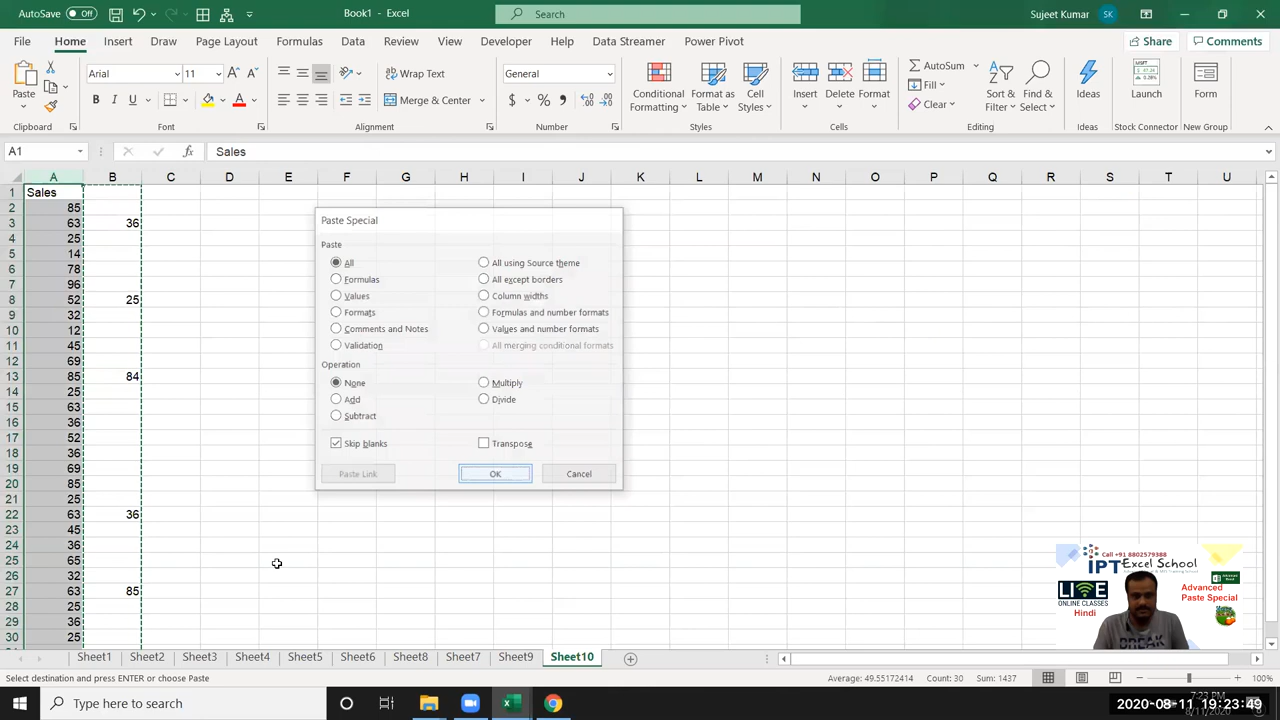 AutoSave Off Book1 - Excel Search Sujeet Kumar SK
File Home Insert Draw Page Layout Formulas Data Review View Developer Help Data Streamer Power Pivot Share Comments
Paste Arial 11 Wrap Text General AutoSum
B I U Merge & Center $ % Conditional Formatting Format as Table Cell Styles Insert Delete Format Fill Clear Sort & Filter Find & Select Ideas Launch Form
Clipboard Font Alignment Number Styles Cells Editing Ideas Stock Connector New Group
A1 fx Sales
A B C D E F G H I J K L M N O P Q R S T U
1 Sales
2 85
3 63 36
4 25
5 14
6 78
7 96
8 52 25
9 32
10 12
11 45
12 69
13 85 84
14 25
15 63
16 36
17 52
18 36
19 69
20 85
21 25
22 63 36
23 45
24 36
25 65
26 32
27 63 85
28 25
29 36
30 25
Paste Special
Paste
All All using Source theme
Formulas All except borders
Values Column widths
Formats Formulas and number formats
Comments and Notes Values and number formats
Validation All merging conditional formats
Operation
None Multiply
Add Divide
Subtract
Skip blanks Transpose
Paste Link OK Cancel
Call +91 8802579388
IPT Excel School
LIVE
ONLINE CLASSES
Hindi
Advanced
Paste Special
BREAK
Sheet1 Sheet2 Sheet3 Sheet4 Sheet5 Sheet6 Sheet8 Sheet7 Sheet9 Sheet10
Select destination and press ENTER or choose Paste Average: 49.55172414 Count: 30 Sum: 1437 100%
Type here to search
7:23 PM
8/11/2020
2020-08-11 19:23:49